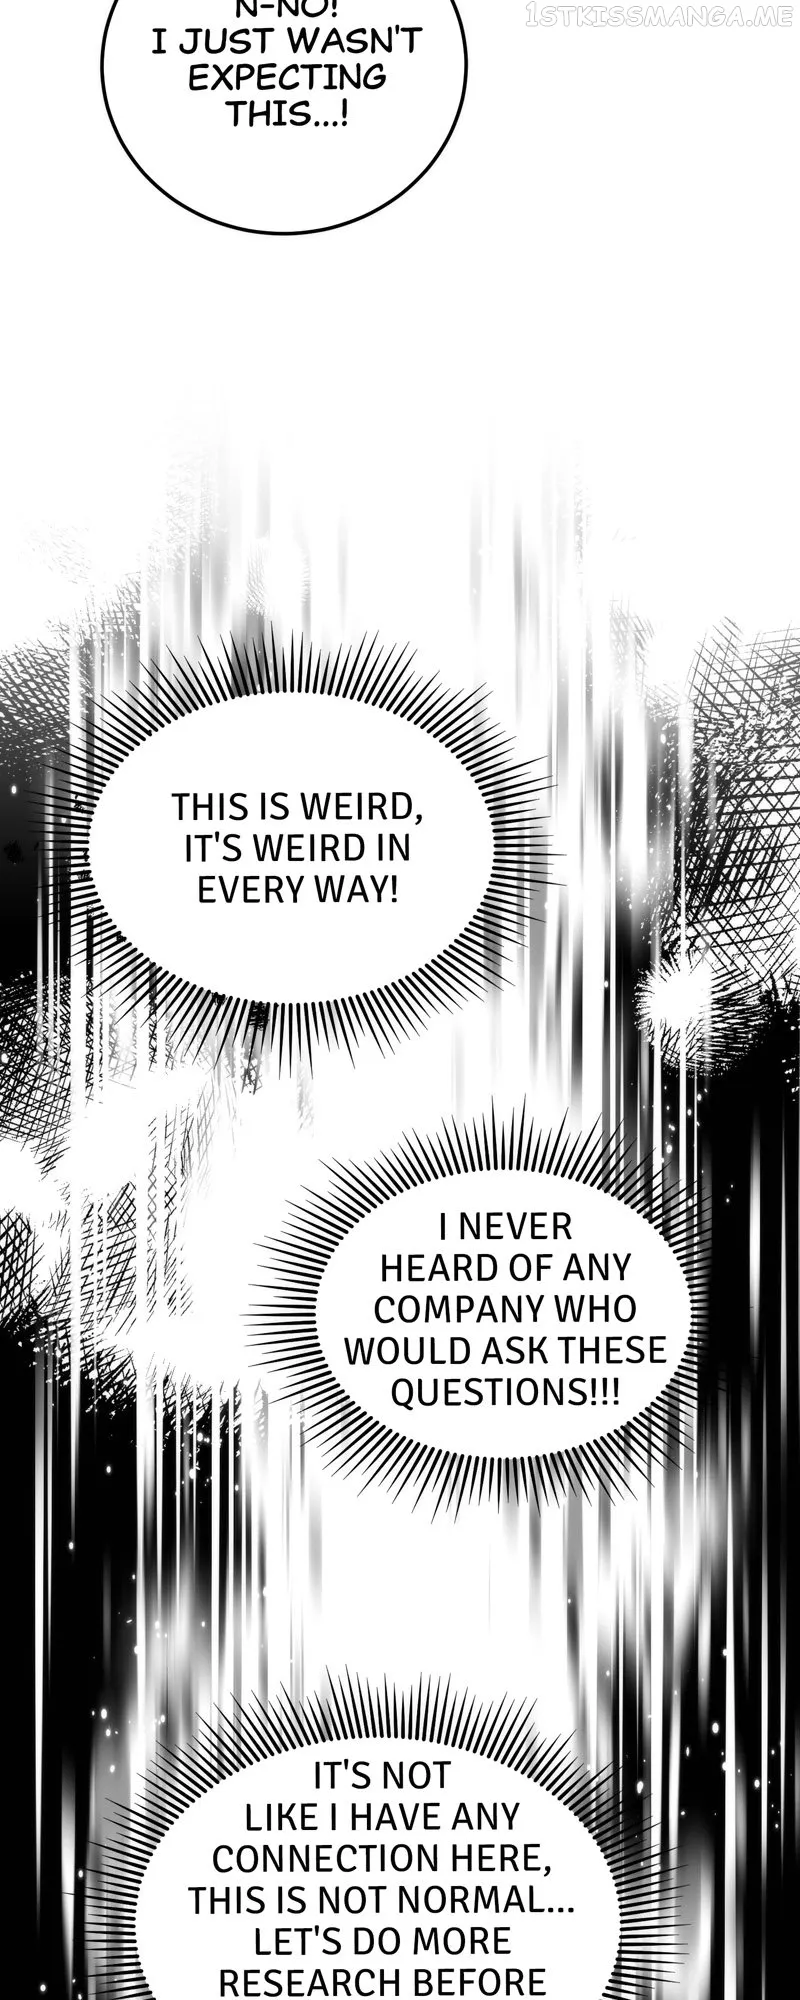 1STKISSMANGA.ME
N-NO!
I JUST WASN'T
EXPECTING
THIS...!
THIS IS WEIRD,
IT'S WEIRD IN
EVERY WAY!
I NEVER
HEARD OF ANY
COMPANY WHO
WOULD ASK THESE
QUESTIONS!!!
IT'S NOT
LIKE I HAVE ANY
CONNECTION HERE,
THIS IS NOT NORMAL...
LET'S DO MORE
RESEARCH BEFORE